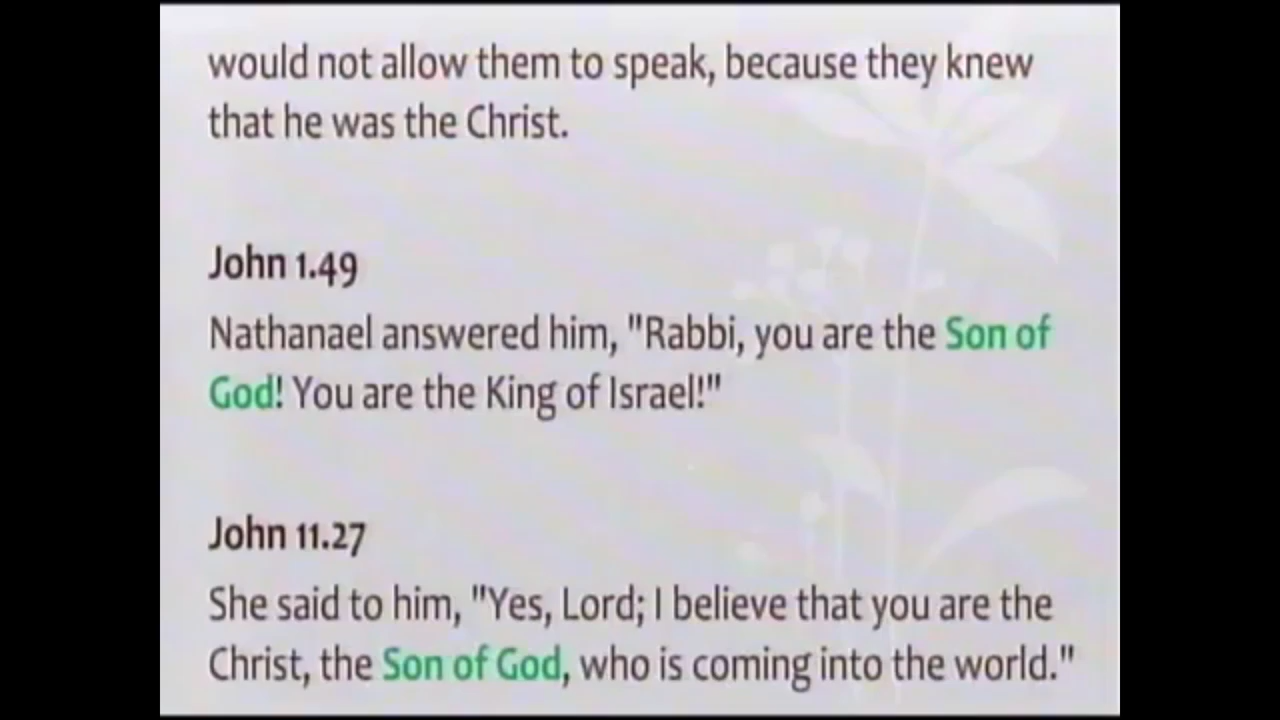 would not allow them to speak, because they knew
that he was the Christ.
John 1.49
Nathanael answered him, "Rabbi, you are the Son of
God! You are the King of Israel!"
John 11.27
She said to him, "Yes, Lord; I believe that you are the
Christ, the Son of God, who is coming into the world."